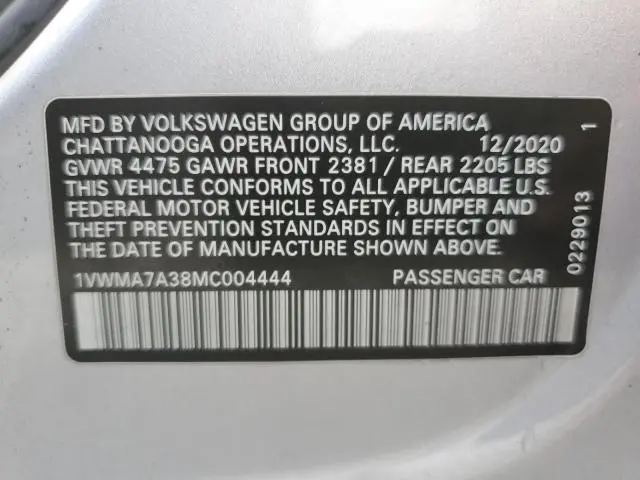 MFD BY VOLKSWAGEN GROUP OF AMERICA
CHATTANOOGA OPERATIONS, LLC. 12/2020 1
GVWR 4475 GAWR FRONT 2381 / REAR 2205 LBS
THIS VEHICLE CONFORMS TO ALL APPLICABLE U.S.
FEDERAL MOTOR VEHICLE SAFETY, BUMPER AND
THEFT PREVENTION STANDARDS IN EFFECT ON
THE DATE OF MANUFACTURE SHOWN ABOVE.
1VWMA7A38MC004444 PASSENGER CAR
0229013